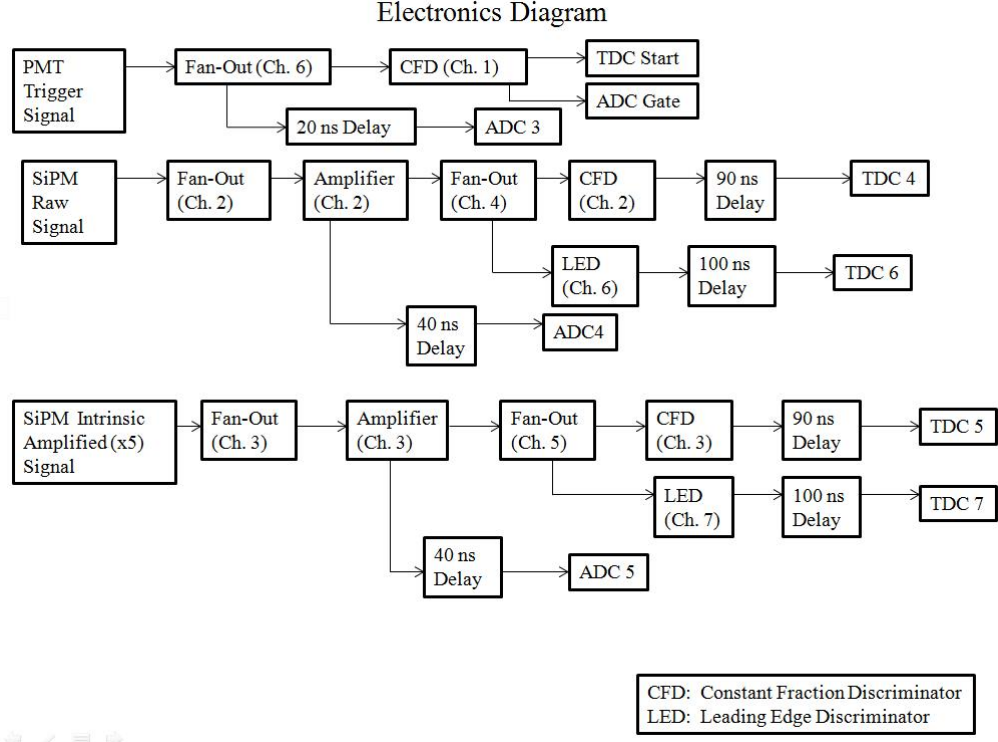 Electronics Diagram
PMT
Trigger
Signal
Fan-Out (Ch. 6)
CFD (Ch. 1)
TDC Start
ADC Gate
20 ns Delay
ADC 3
SiPM
Raw
Signal
Fan-Out
(Ch. 2)
Amplifier
(Ch. 2)
Fan-Out
(Ch. 4)
CFD
(Ch. 2)
90 ns
Delay
TDC 4
LED
(Ch. 6)
100 ns
Delay
TDC 6
40 ns
Delay
ADC4
SiPM Intrinsic
Amplified (x5)
Signal
Fan-Out
(Ch. 3)
Amplifier
(Ch. 3)
Fan-Out
(Ch. 5)
CFD
(Ch. 3)
90 ns
Delay
TDC 5
LED
(Ch. 7)
100 ns
Delay
TDC 7
40 ns
Delay
ADC 5
CFD: Constant Fraction Discriminator
LED: Leading Edge Discriminator